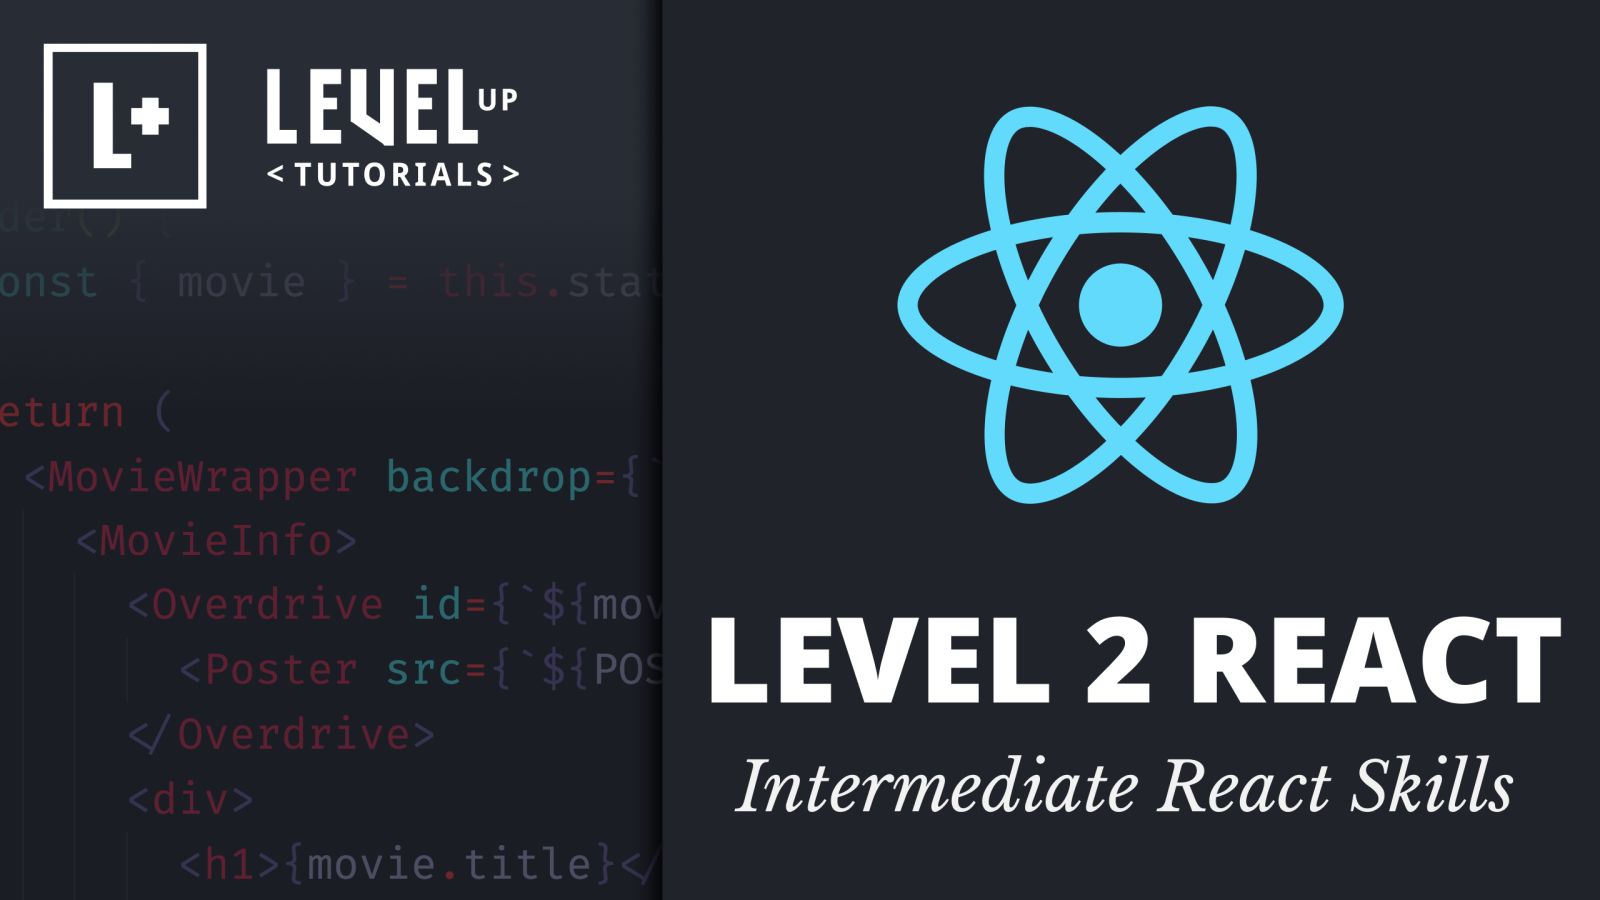 L+
LEVEL UP
<TUTORIALS>
der() {
onst { movie } = this.stat
eturn (
<MovieWrapper backdrop={`
<MovieInfo>
<Overdrive id={`${mov
<Poster src={`${POS
</Overdrive>
<div>
<h1>{movie.title}</
LEVEL 2 REACT
Intermediate React Skills